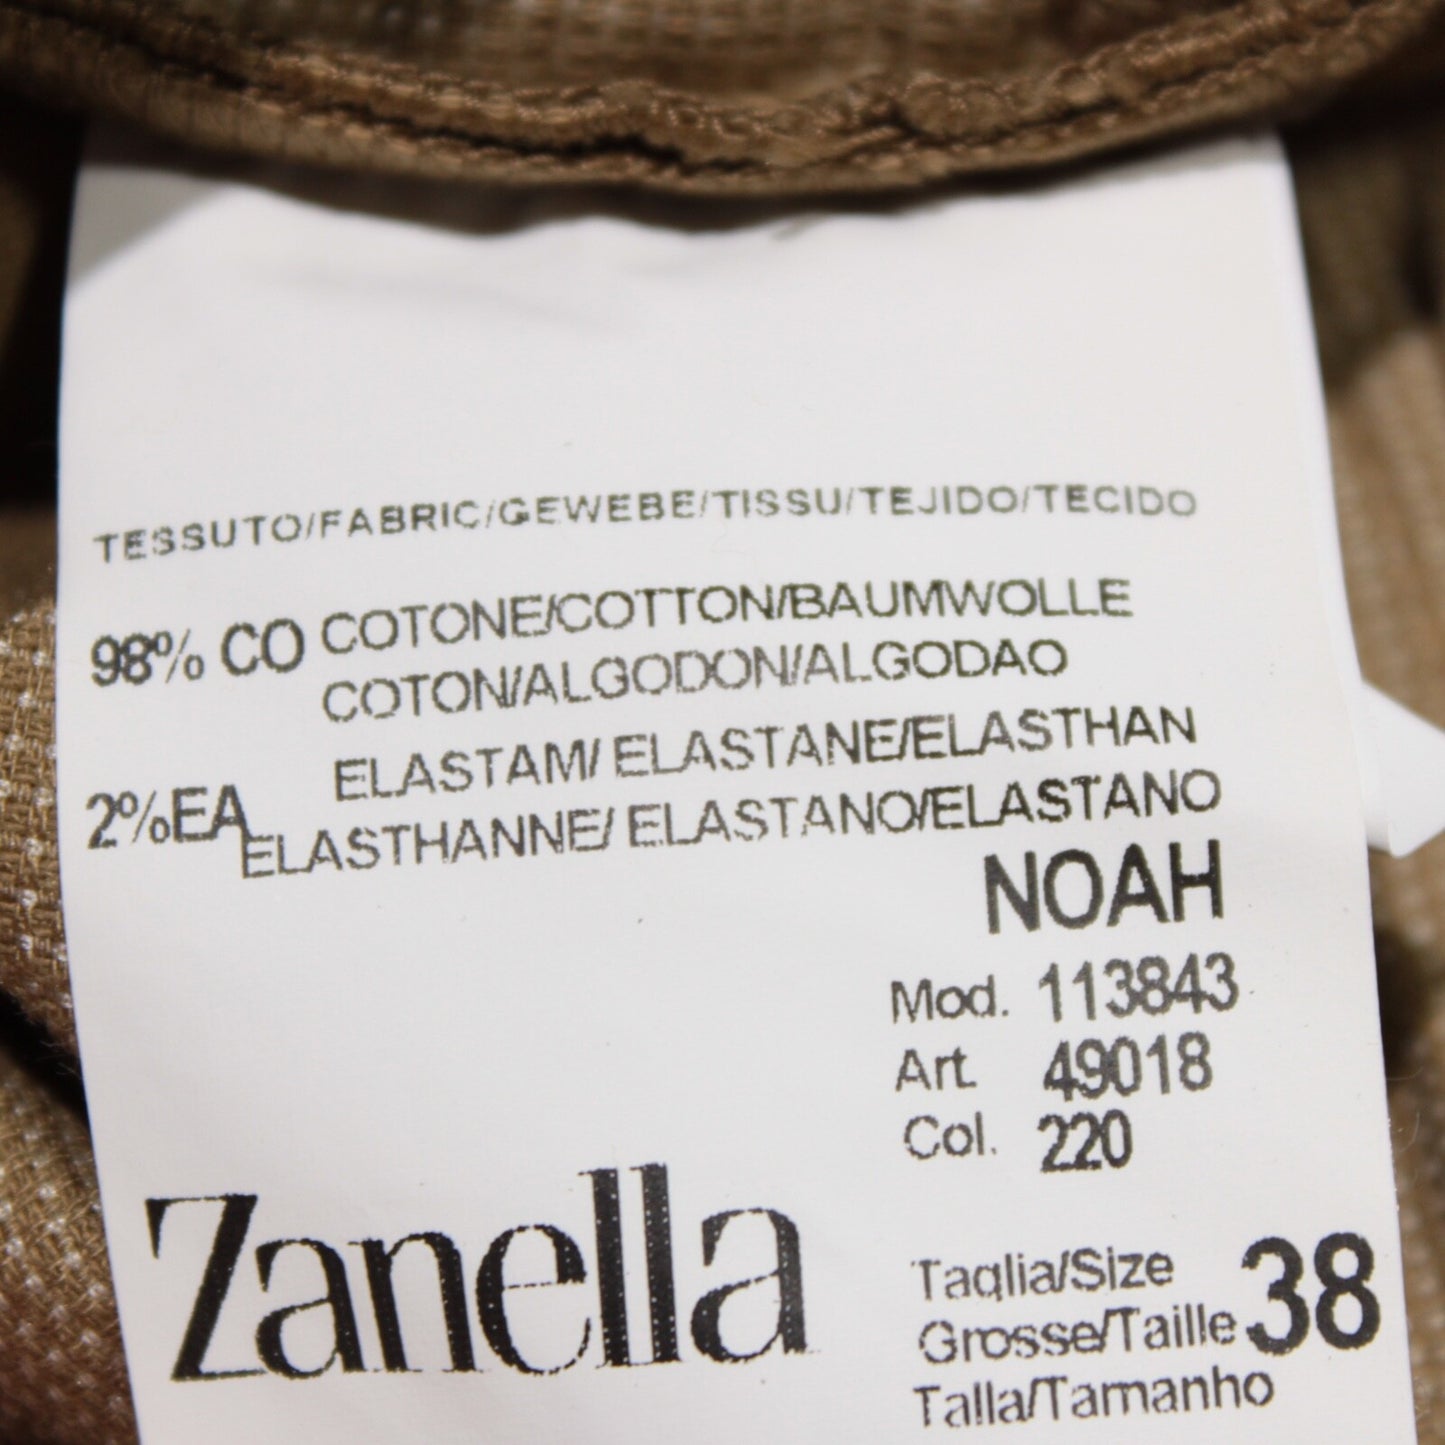 TESSUTO/FABRIC/GEWEBE/TISSU/TEJIDO/TECIDO
98% CO COTONE/COTTON/BAUMWOLLE
COTON/ALGODON/ALGODAO
2%EA ELASTAM/ ELASTANE/ELASTHAN
ELASTHANNE/ ELASTANO/ELASTANO
NOAH
Mod. 113843
Art. 49018
Col. 220
Zanella
Taglia/Size
Grosse/Taille 38
Talla/Tamanho